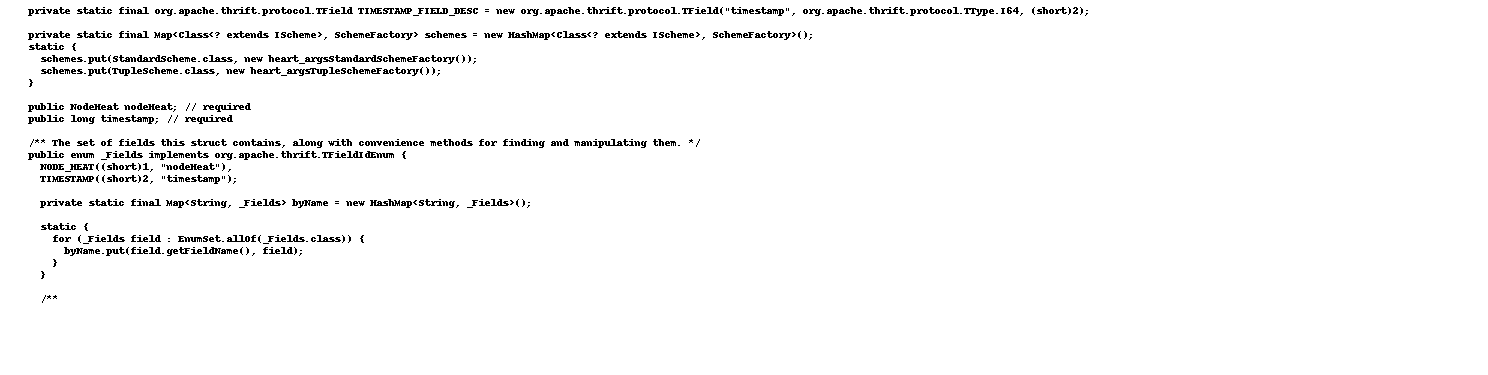 private static final org.apache.thrift.protocol.TField TIMESTAMP_FIELD_DESC = new org.apache.thrift.protocol.TField("timestamp", org.apache.thrift.protocol.TType.I64, (short)2);
private static final Map<Class<? extends IScheme>, SchemeFactory> schemes = new HashMap<Class<? extends IScheme>, SchemeFactory>();
static {
schemes.put(StandardScheme.class, new heart_argsStandardSchemeFactory());
schemes.put(TupleScheme.class, new heart_argsTupleSchemeFactory());
}
public NodeHeat nodeHeat; // required
public long timestamp; // required
/** The set of fields this struct contains, along with convenience methods for finding and manipulating them. */
public enum _Fields implements org.apache.thrift.TFieldIdEnum {
NODE_HEAT((short)1, "nodeHeat"),
TIMESTAMP((short)2, "timestamp");
private static final Map<String, _Fields> byName = new HashMap<String, _Fields>();
static {
for (_Fields field : EnumSet.allOf(_Fields.class)) {
byName.put(field.getFieldName(), field);
}
}
/**